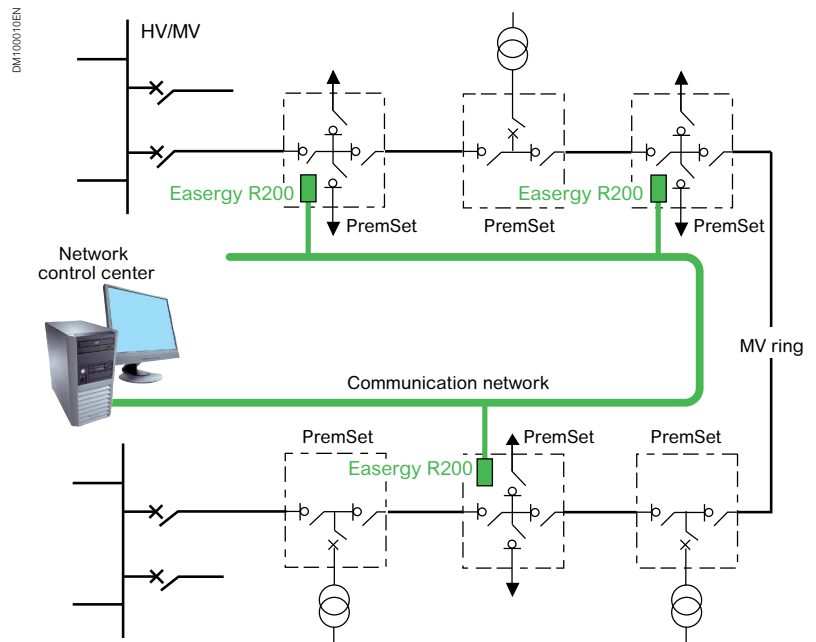 DM100010EN
HV/MV
Easergy R200
Easergy R200
PremSet
PremSet
PremSet
Network
control center
MV ring
Communication network
PremSet
PremSet
PremSet
Easergy R200